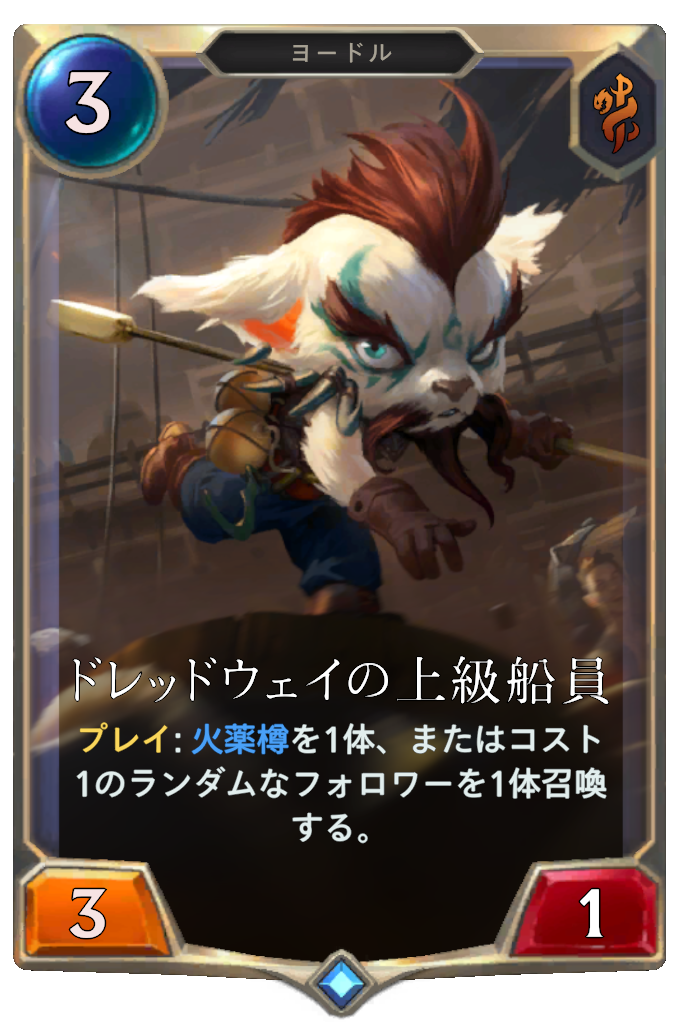 ヨードル
3
ドレッドウェイの上級船員
プレイ: 火薬樽を1体、またはコスト
1のランダムなフォロワーを1体召喚
する。
3
1